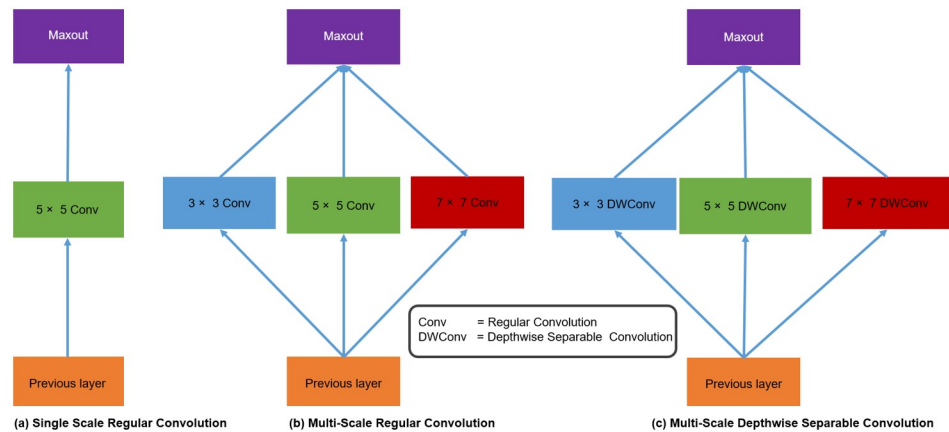 Maxout
5 × 5 Conv
Previous layer
(a) Single Scale Regular Convolution
Maxout
3 × 3 Conv
5 × 5 Conv
7 × 7 Conv
Previous layer
(b) Multi-Scale Regular Convolution
Maxout
3 × 3 DWConv
5 × 5 DWConv
7 × 7 DWConv
Previous layer
(c) Multi-Scale Depthwise Separable Convolution
Conv = Regular Convolution
DWConv = Depthwise Separable Convolution